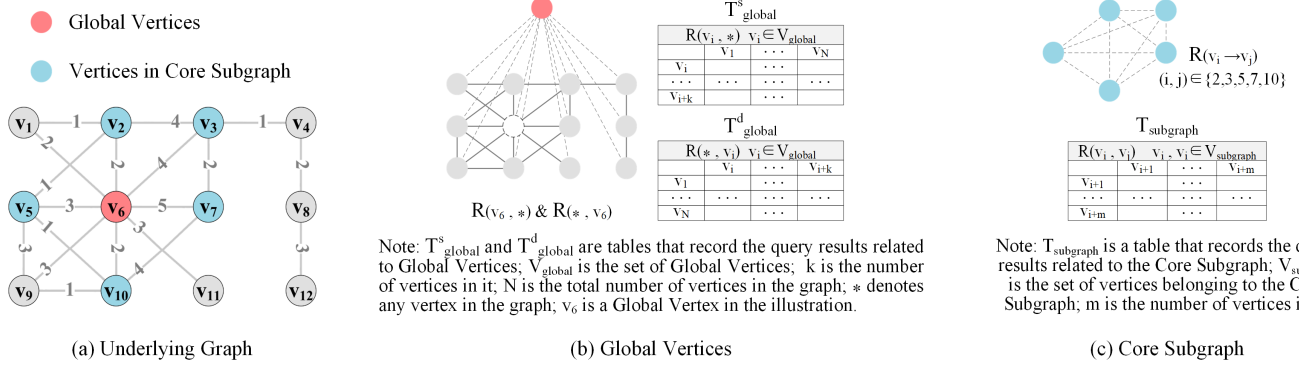 Global Vertices
Vertices in Core Subgraph
v1 1 v2 4 v3 1 v4
2 2 4 2 2
1
v5 3 v6 5 v7 v8
3 1 3 2 3 4 3
v9 1 v10 v11 v12
(a) Underlying Graph
R(v6 , *) & R(* , v6)
T^s_global
R(vi , *) vi∈Vglobal
v1 · · · vN
vi · · ·
· · · · · · · · · · · ·
vi+k · · ·
T^d_global
R(* , vi) vi∈Vglobal
vi · · · vi+k
v1 · · ·
· · · · · · · · · · · ·
vN · · ·
Note: T^s_global and T^d_global are tables that record the query results related
to Global Vertices; Vglobal is the set of Global Vertices; k is the number
of vertices in it; N is the total number of vertices in the graph; * denotes
any vertex in the graph; v6 is a Global Vertex in the illustration.
(b) Global Vertices
R(vi →vj)
(i, j)∈{2,3,5,7,10}
Tsubgraph
R(vi , vj) vi , vj∈Vsubgraph
vi+1 · · · vi+m
vi+1 · · ·
· · · · · · · · · · · ·
vi+m · · ·
Note: Tsubgraph is a table that records the
results related to the Core Subgraph;
is the set of vertices belonging to the
Subgraph; m is the number of vertices
(c) Core Subgraph